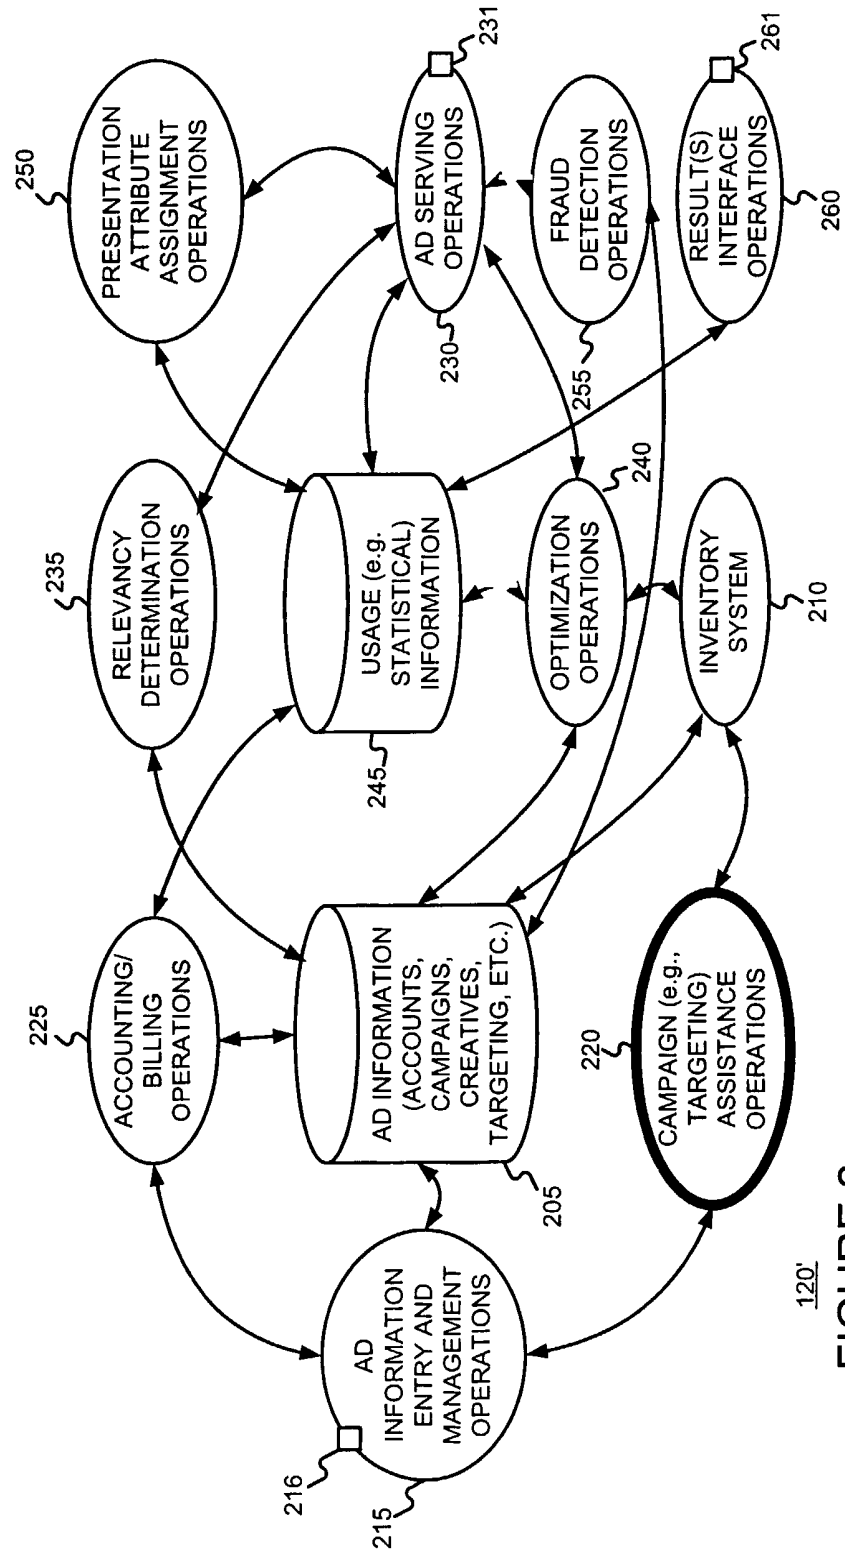 216
215
AD
INFORMATION
ENTRY AND
MANAGEMENT
OPERATIONS
225
ACCOUNTING/
BILLING
OPERATIONS
AD INFORMATION
(ACCOUNTS,
CAMPAIGNS,
CREATIVES,
TARGETING, ETC.)
205
220
CAMPAIGN (e.g.,
TARGETING)
ASSISTANCE
OPERATIONS
235
RELEVANCY
DETERMINATION
OPERATIONS
USAGE (e.g.
STATISTICAL)
INFORMATION
245
OPTIMIZATION
OPERATIONS
240
INVENTORY
SYSTEM
210
250
PRESENTATION
ATTRIBUTE
ASSIGNMENT
OPERATIONS
AD SERVING
OPERATIONS
230
231
FRAUD
DETECTION
OPERATIONS
255
RESULT(S)
INTERFACE
OPERATIONS
260
261
120'
FIGURE